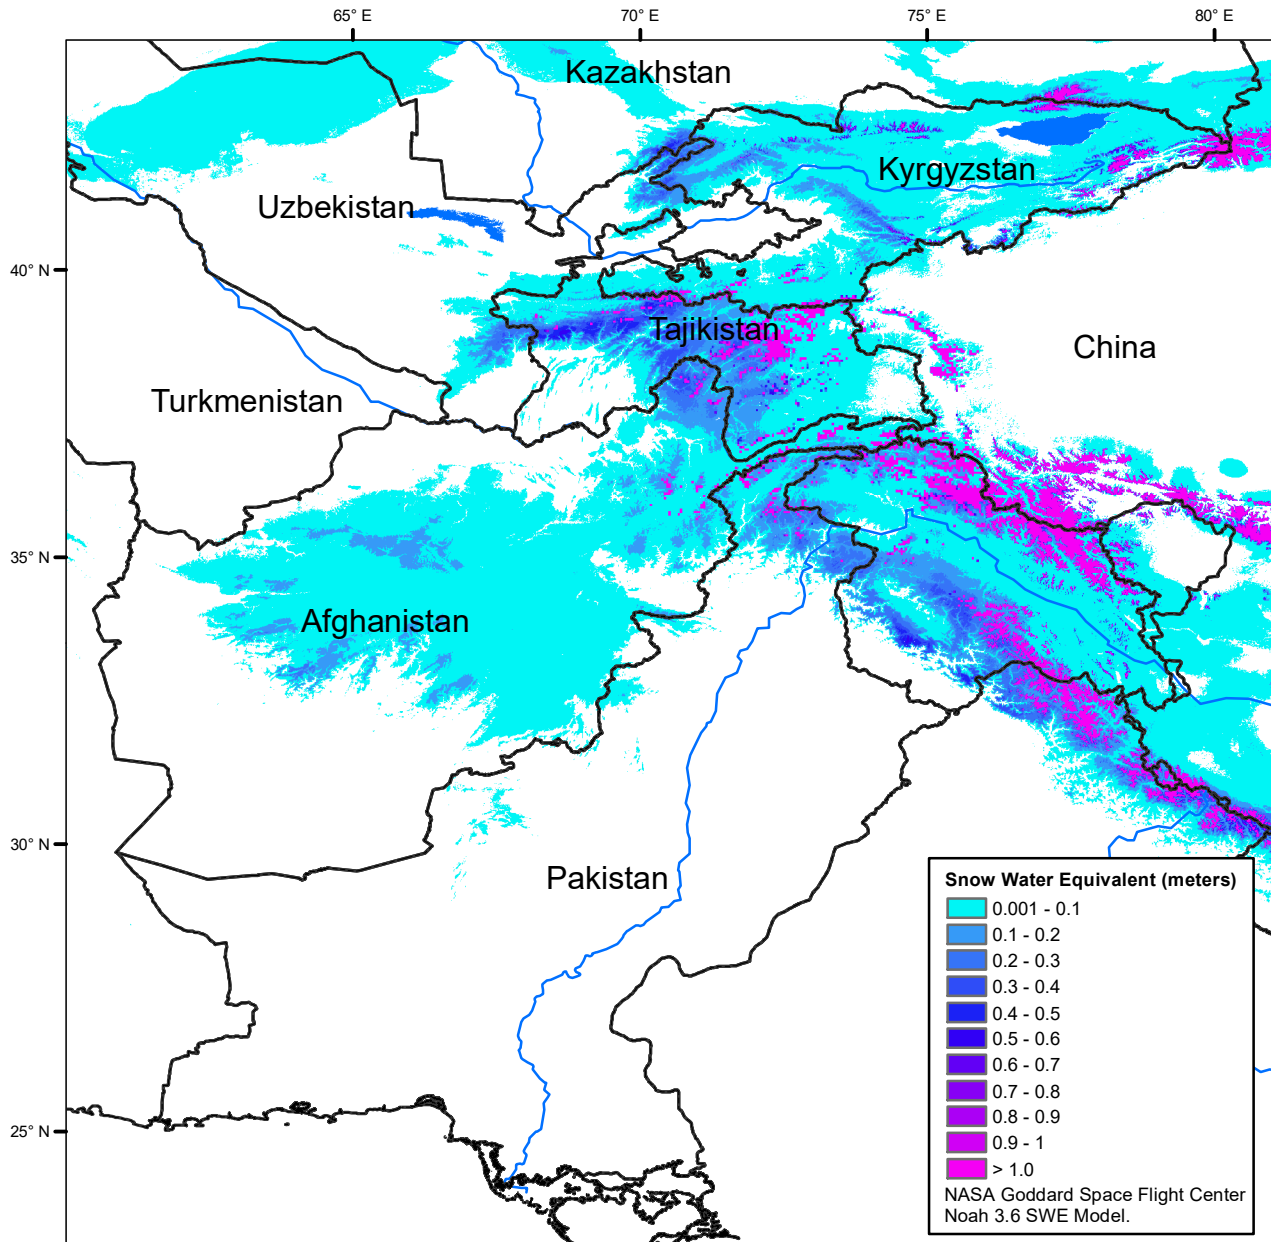 65° E
70° E
75° E
80° E
Kazakhstan
Kyrgyzstan
Uzbekistan
40° N
Tajikistan
China
Turkmenistan
35° N
Afghanistan
30° N
Pakistan
25° N
Snow Water Equivalent (meters)
0.001 - 0.1
0.1 - 0.2
0.2 - 0.3
0.3 - 0.4
0.4 - 0.5
0.5 - 0.6
0.6 - 0.7
0.7 - 0.8
0.8 - 0.9
0.9 - 1
> 1.0
NASA Goddard Space Flight Center
Noah 3.6 SWE Model.